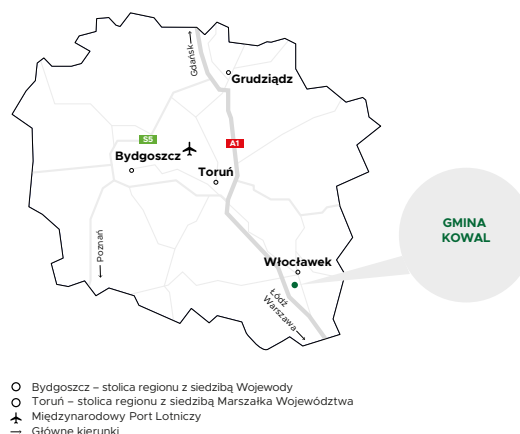 Gdańsk
Grudziądz
S5
A1
Bydgoszcz
Toruń
GMINA
KOWAL
Poznań
Włocławek
Łódź
Warszawa
Bydgoszcz – stolica regionu z siedzibą Wojewody
Toruń – stolica regionu z siedzibą Marszałka Województwa
Międzynarodowy Port Lotniczy
Główne kierunki